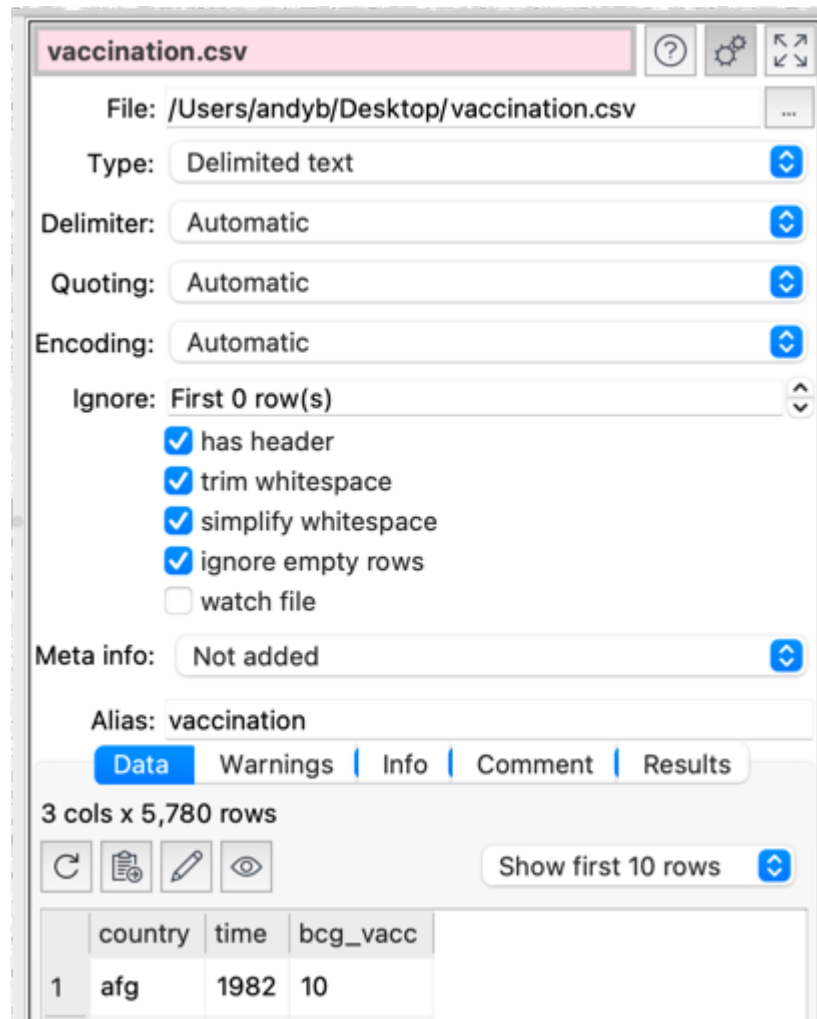 vaccination.csv
File: /Users/andyb/Desktop/vaccination.csv ...
Type: Delimited text
Delimiter: Automatic
Quoting: Automatic
Encoding: Automatic
Ignore: First 0 row(s)
has header
trim whitespace
simplify whitespace
ignore empty rows
watch file
Meta info: Not added
Alias: vaccination
Data Warnings Info Comment Results
3 cols x 5,780 rows
Show first 10 rows
country time bcg_vacc
1 afg 1982 10